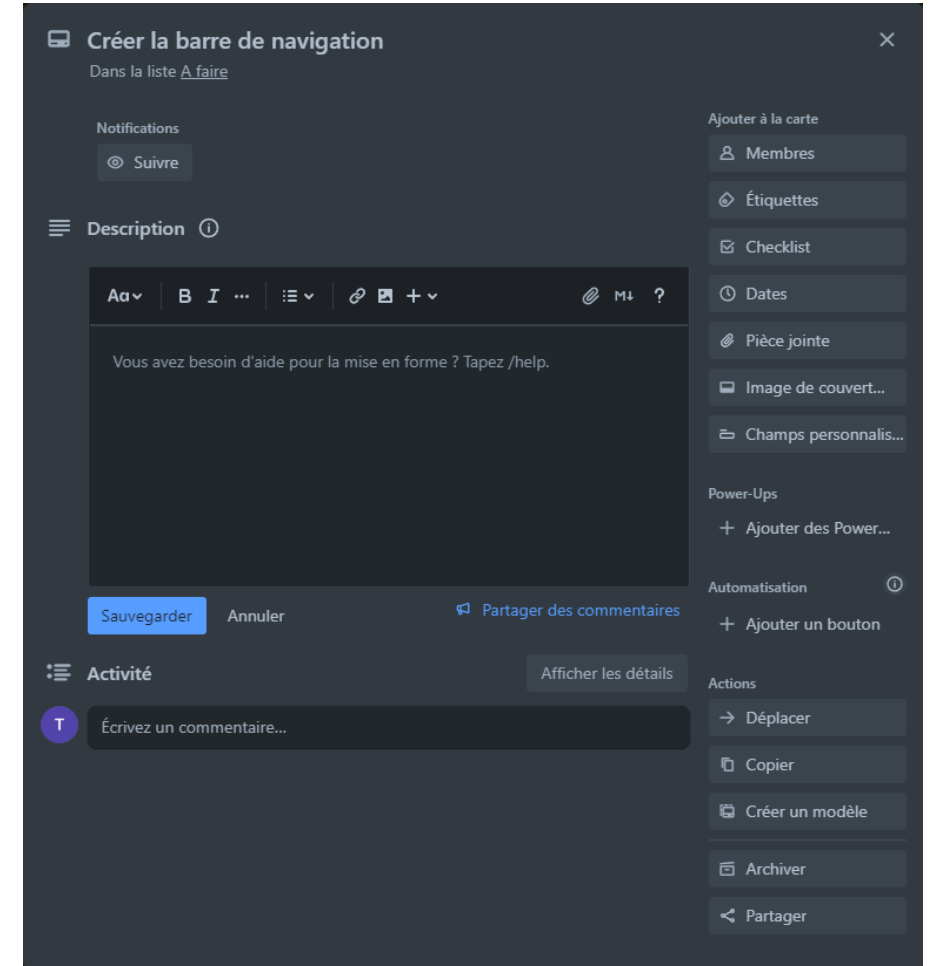 Créer la barre de navigation
Dans la liste A faire
Notifications
Suivre
Description
Aa
B I ...
M↓ ?
Vous avez besoin d'aide pour la mise en forme ? Tapez /help.
Sauvegarder
Annuler
Partager des commentaires
Activité
Afficher les détails
T
Écrivez un commentaire...
Ajouter à la carte
Membres
Étiquettes
Checklist
Dates
Pièce jointe
Image de couvert...
Champs personnalis...
Power-Ups
+ Ajouter des Power...
Automatisation
+ Ajouter un bouton
Actions
Déplacer
Copier
Créer un modèle
Archiver
Partager